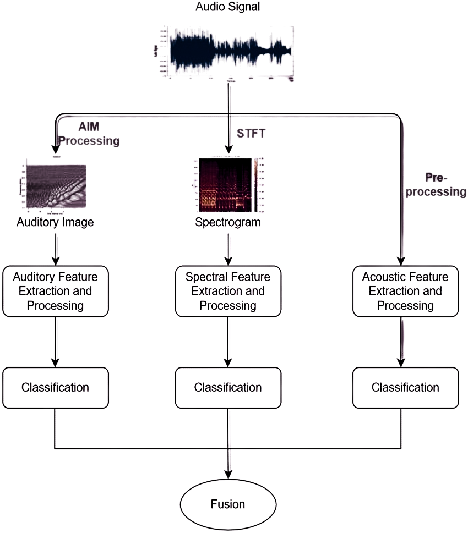 Audio Signal
AIM
Processing
STFT
Pre-
processing
Auditory Image
Spectrogram
Auditory Feature
Extraction and
Processing
Spectral Feature
Extraction and
Processing
Acoustic Feature
Extraction and
Processing
Classification
Classification
Classification
Fusion